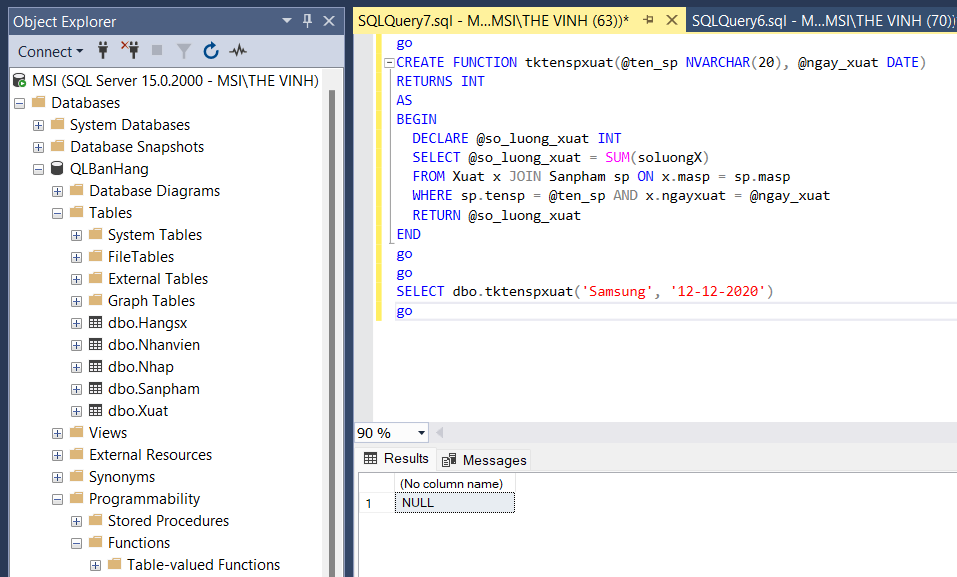 Object Explorer
Connect
MSI (SQL Server 15.0.2000 - MSI\THE VINH)
Databases
System Databases
Database Snapshots
QLBanHang
Database Diagrams
Tables
System Tables
FileTables
External Tables
Graph Tables
dbo.Hangsx
dbo.Nhanvien
dbo.Nhap
dbo.Sanpham
dbo.Xuat
Views
External Resources
Synonyms
Programmability
Stored Procedures
Functions
Table-valued Functions
SQLQuery7.sql - M...MSI\THE VINH (63))*
SQLQuery6.sql - M...MSI\THE VINH (70))
go
CREATE FUNCTION tktenspxuat(@ten_sp NVARCHAR(20), @ngay_xuat DATE)
RETURNS INT
AS
BEGIN
DECLARE @so_luong_xuat INT
SELECT @so_luong_xuat = SUM(soluongX)
FROM Xuat x JOIN Sanpham sp ON x.masp = sp.masp
WHERE sp.tensp = @ten_sp AND x.ngayxuat = @ngay_xuat
RETURN @so_luong_xuat
END
go
go
SELECT dbo.tktenspxuat('Samsung', '12-12-2020')
go
90 %
Results
Messages
(No column name)
1 NULL